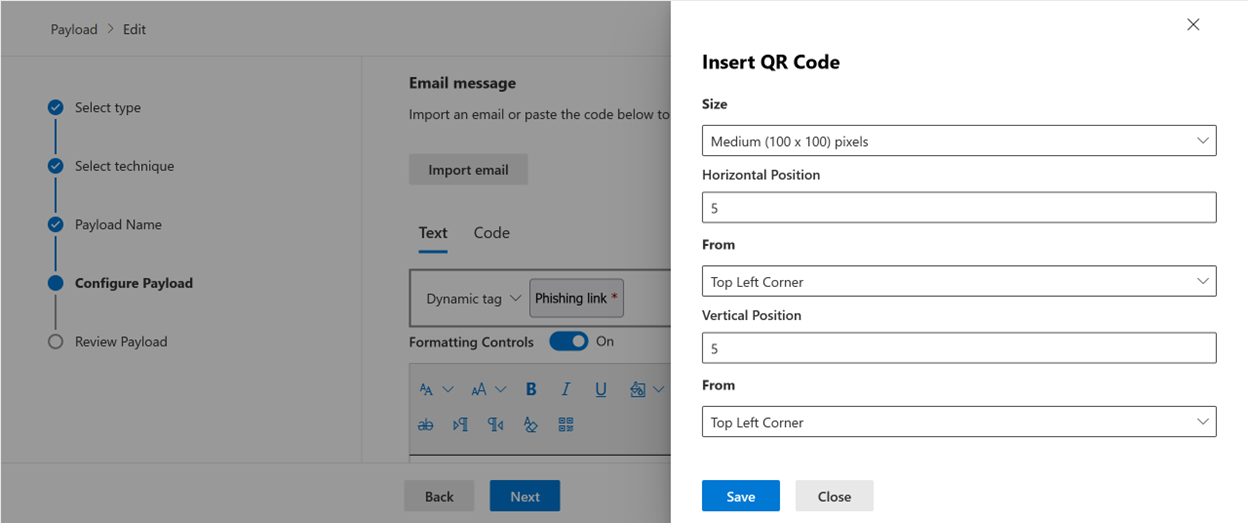 Payload > Edit
Select type
Select technique
Payload Name
Configure Payload
Review Payload
Email message
Import an email or paste the code below to
Import email
Text Code
Dynamic tag Phishing link *
Formatting Controls On
B I U
ab
Back Next
Insert QR Code
Size
Medium (100 x 100) pixels
Horizontal Position
5
From
Top Left Corner
Vertical Position
5
From
Top Left Corner
Save Close